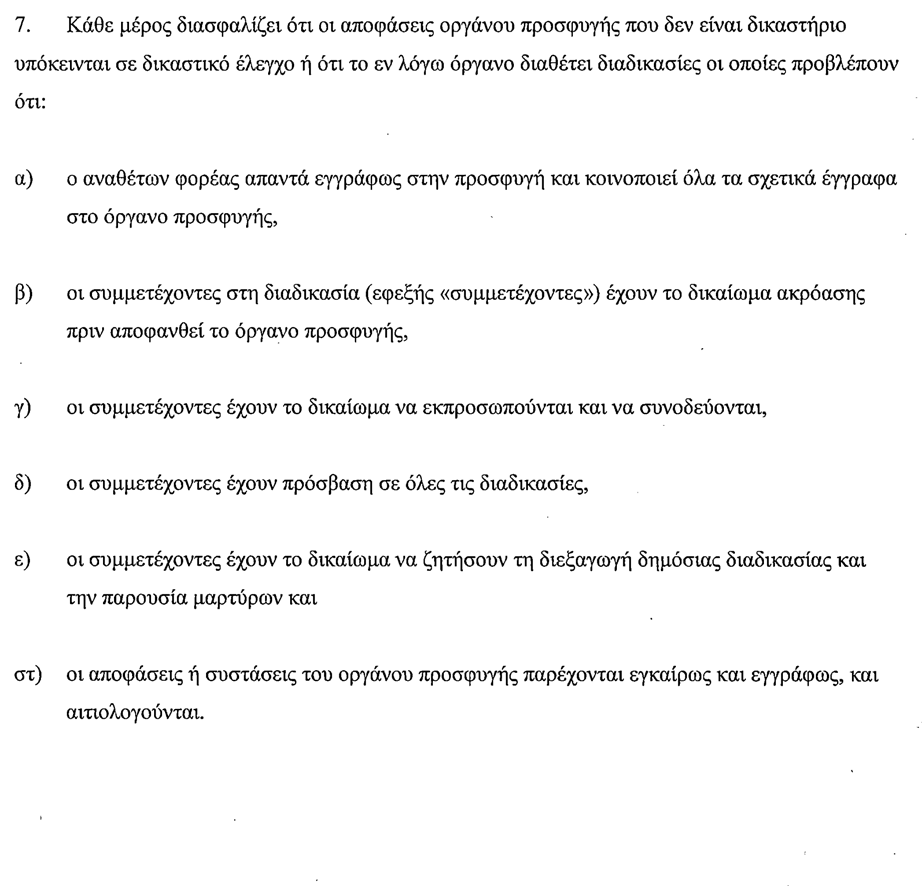 7. Κάθε μέρος διασφαλίζει ότι οι αποφάσεις οργάνου προσφυγής που δεν είναι δικαστήριο
υπόκεινται σε δικαστικό έλεγχο ή ότι το εν λόγω όργανο διαθέτει διαδικασίες οι οποίες προβλέπουν
ότι:
α) ο αναθέτων φορέας απαντά εγγράφως στην προσφυγή και κοινοποιεί όλα τα σχετικά έγγραφα
στο όργανο προσφυγής,
β) οι συμμετέχοντες στη διαδικασία (εφεξής «συμμετέχοντες») έχουν το δικαίωμα ακρόασης
πριν αποφανθεί το όργανο προσφυγής,
γ) οι συμμετέχοντες έχουν το δικαίωμα να εκπροσωπούνται και να συνοδεύονται,
δ) οι συμμετέχοντες έχουν πρόσβαση σε όλες τις διαδικασίες,
ε) οι συμμετέχοντες έχουν το δικαίωμα να ζητήσουν τη διεξαγωγή δημόσιας διαδικασίας και
την παρουσία μαρτύρων και
στ) οι αποφάσεις ή συστάσεις του οργάνου προσφυγής παρέχονται εγκαίρως και εγγράφως, και
αιτιολογούνται.